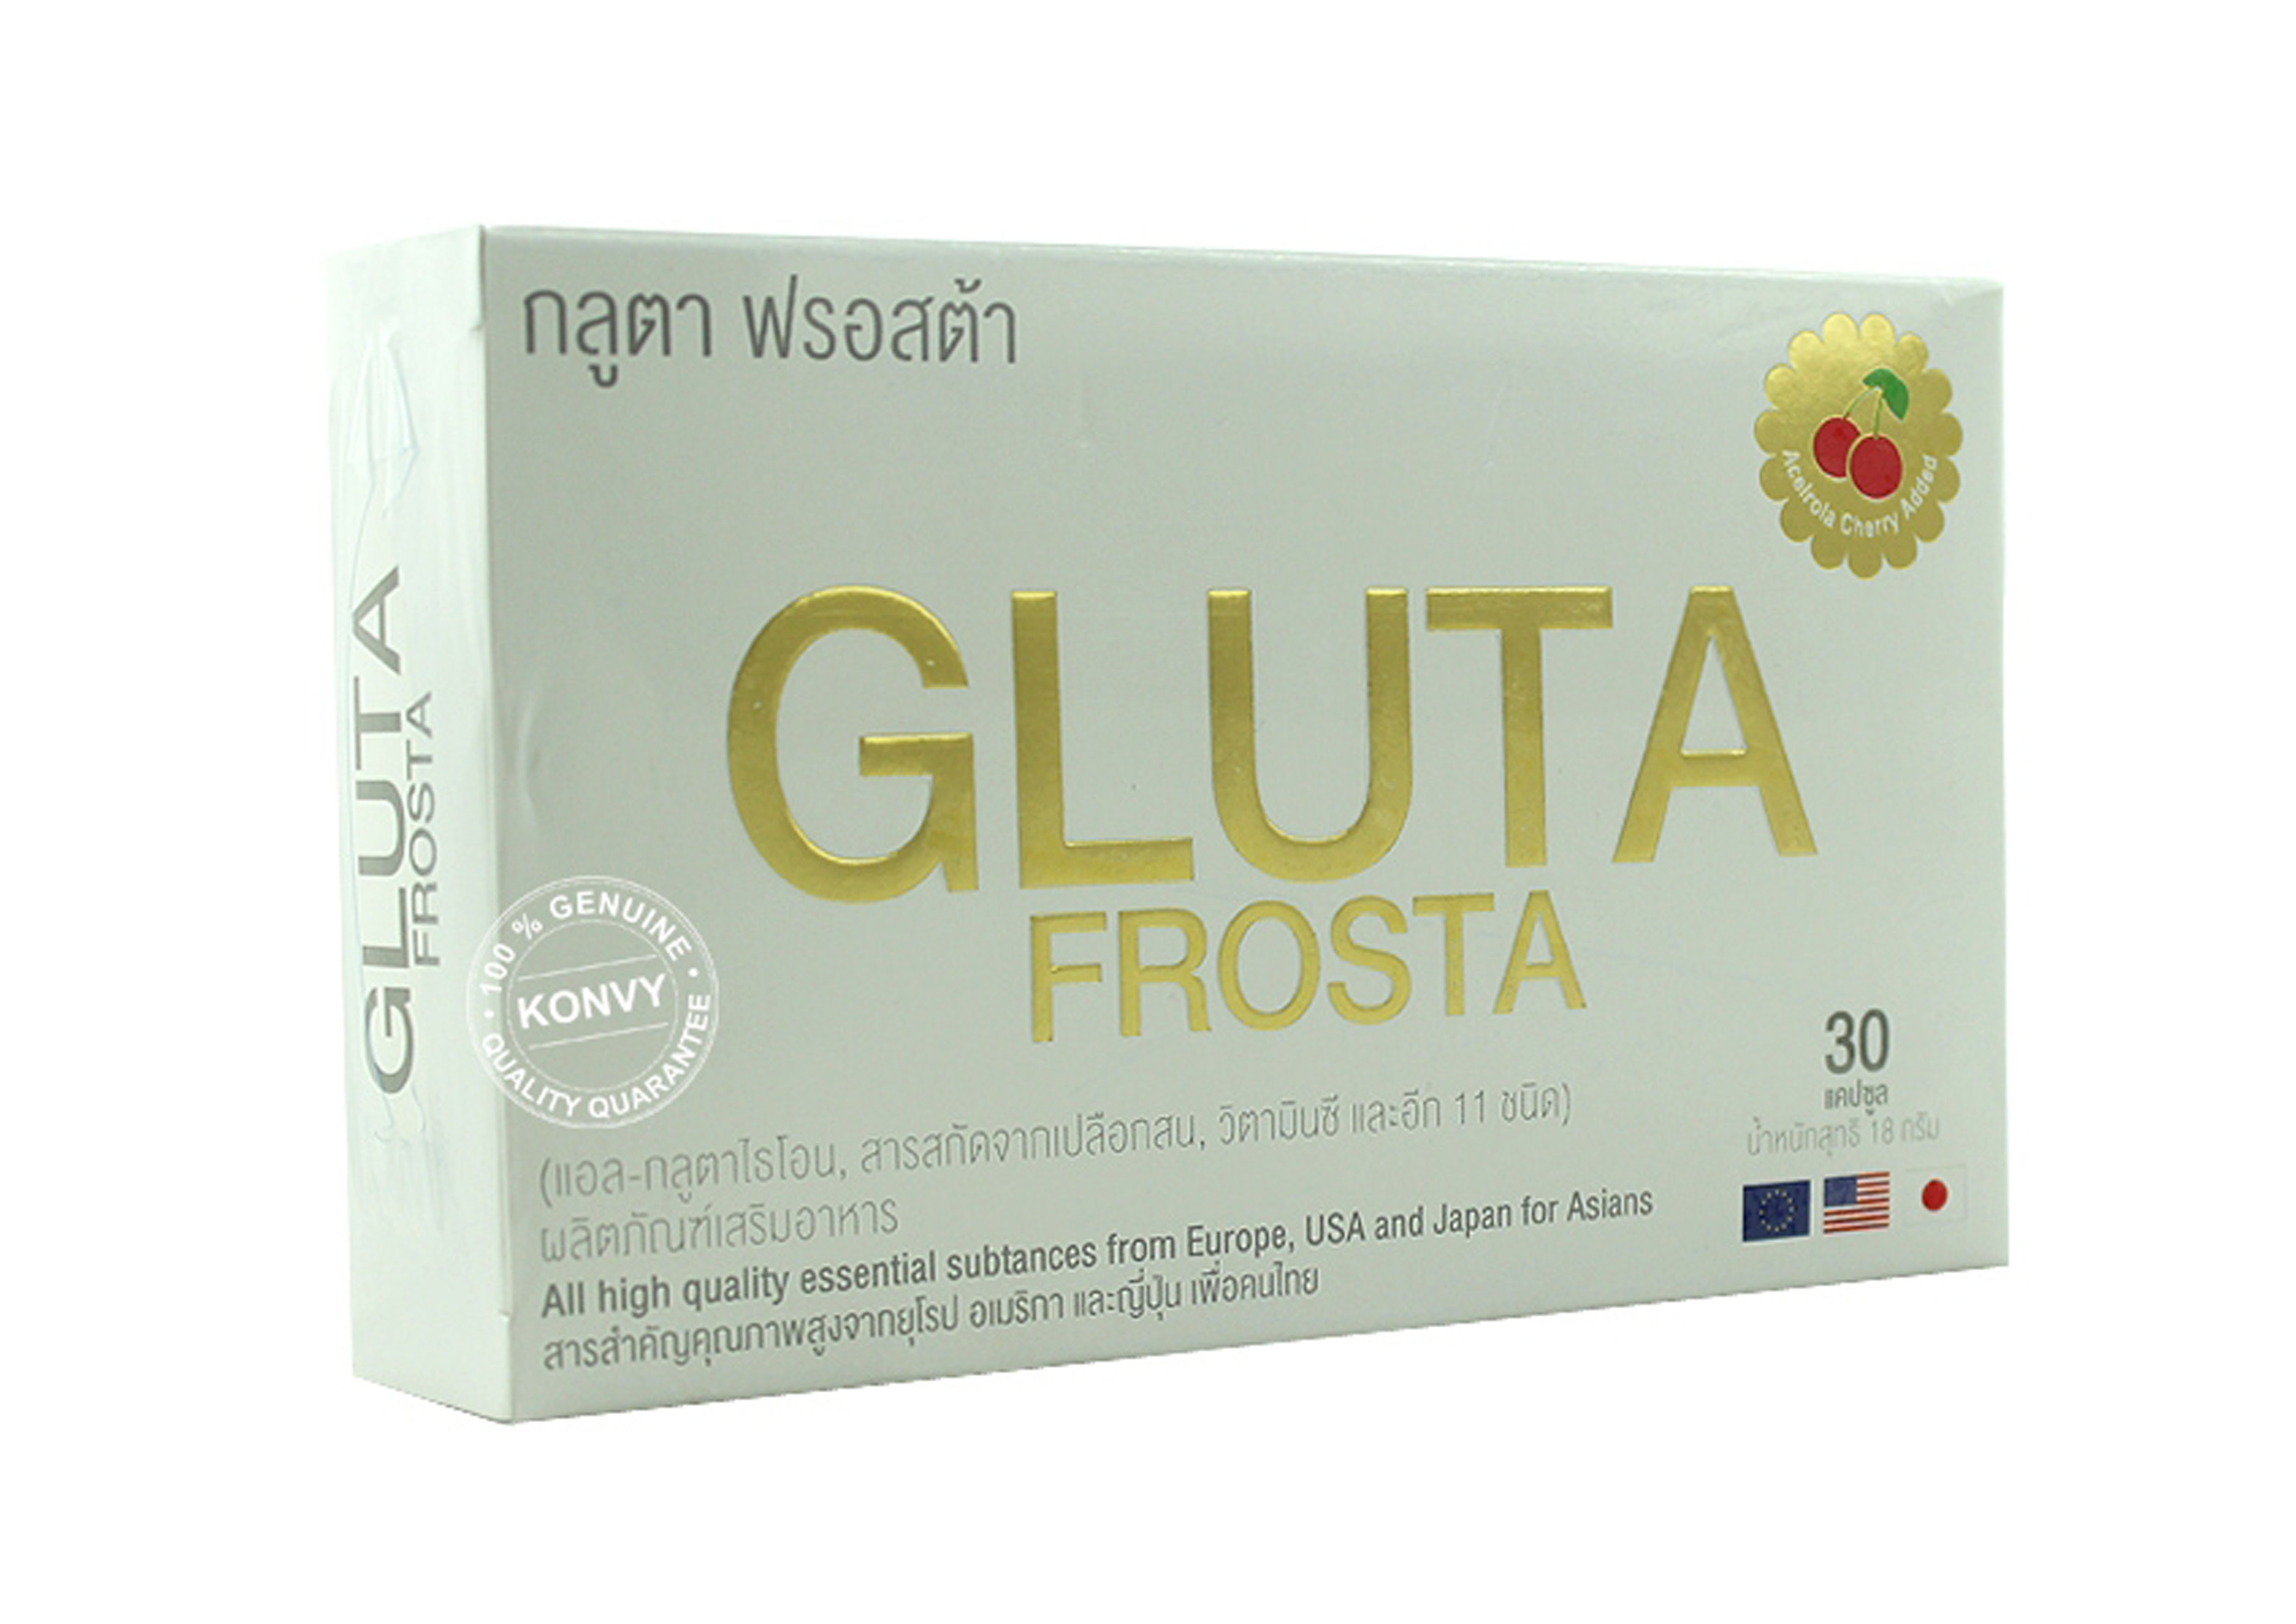 กลูตา ฟรอสต้า
Aceirola Cherry Added
GLUTA
FROSTA
GLUTA
FROSTA
100 % GENUINE
KONVY
QUALITY QUARANTEE
30
แคปซูล
น้ำหนักสุทธิ 18 กรัม
(แอล-กลูตาไธโอน, สารสกัดจากเปลือกสน, วิตามินซี และอีก 11 ชนิด)
ผลิตภัณฑ์เสริมอาหาร
All high quality essential subtances from Europe, USA and Japan for Asians
สารสำคัญคุณภาพสูงจากยุโรป อเมริกา และญี่ปุ่น เพื่อคนไทย